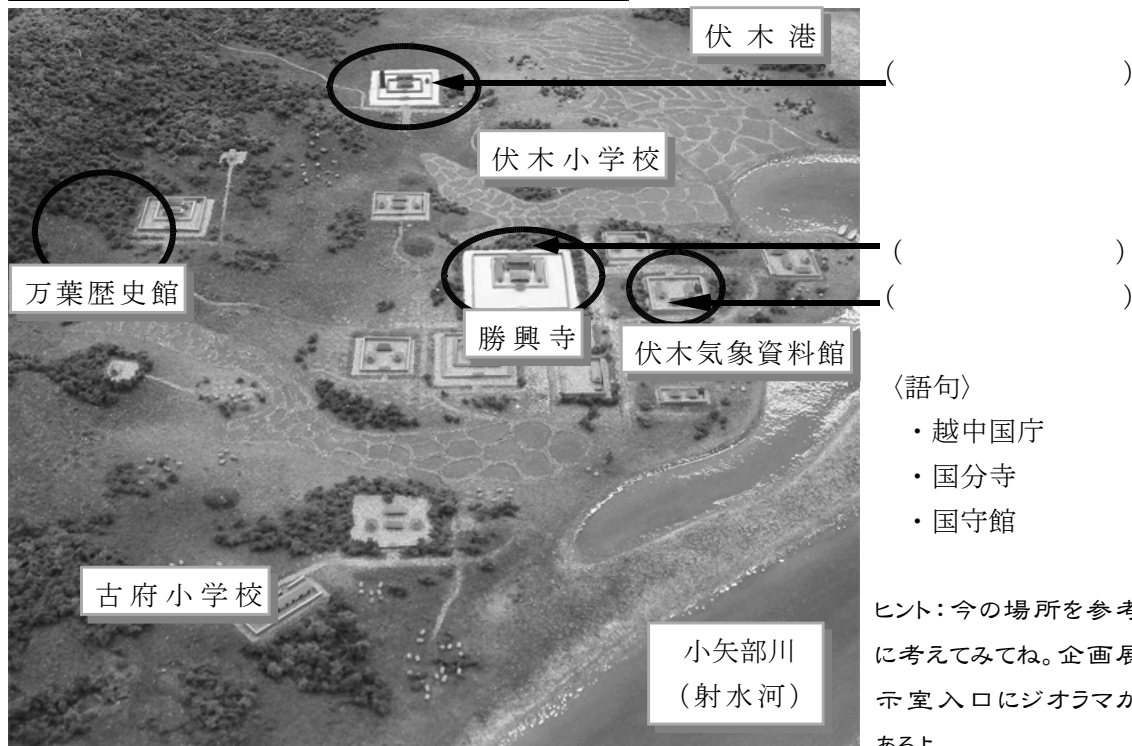 伏木港
(　　　　　　　)
伏木小学校
(　　　　　　　)
万葉歴史館
(　　　　　　　)
勝興寺
伏木気象資料館
〈語句〉
・越中国庁
・国分寺
・国守館
古府小学校
小矢部川
(射水河)
ヒント：今の場所を参考
に考えてみてね。企画展
示室入口にジオラマが
あるよ